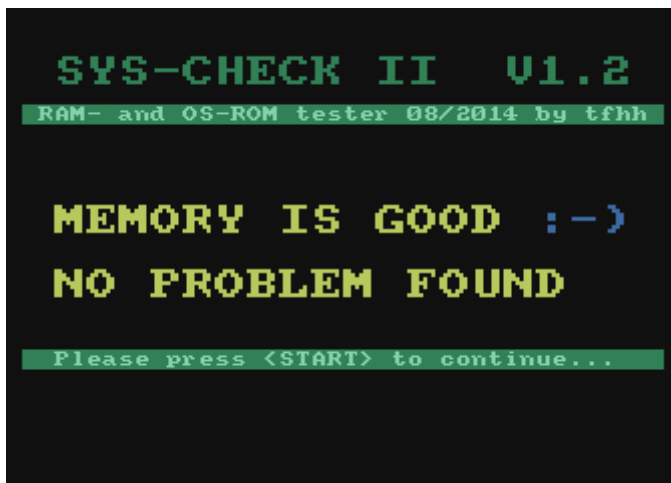 SYS-CHECK II V1.2
RAM- and OS-ROM tester 08/2014 by tfhh
MEMORY IS GOOD :-)
NO PROBLEM FOUND
Please press <START> to continue...